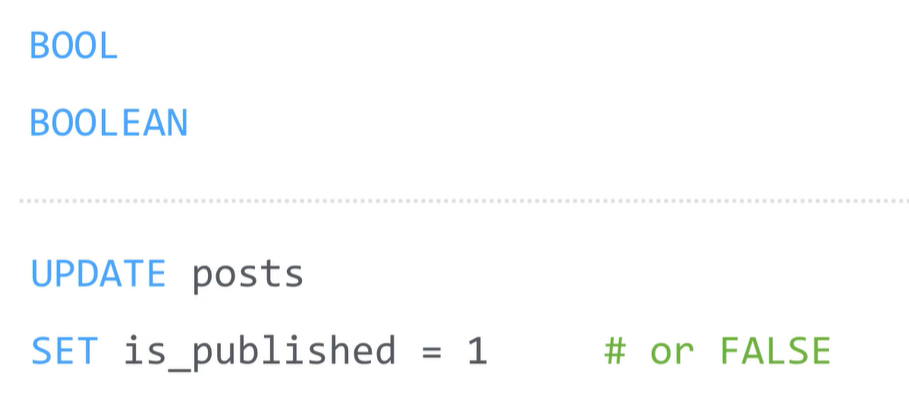 BOOL
BOOLEAN
UPDATE posts
SET is_published = 1 # or FALSE